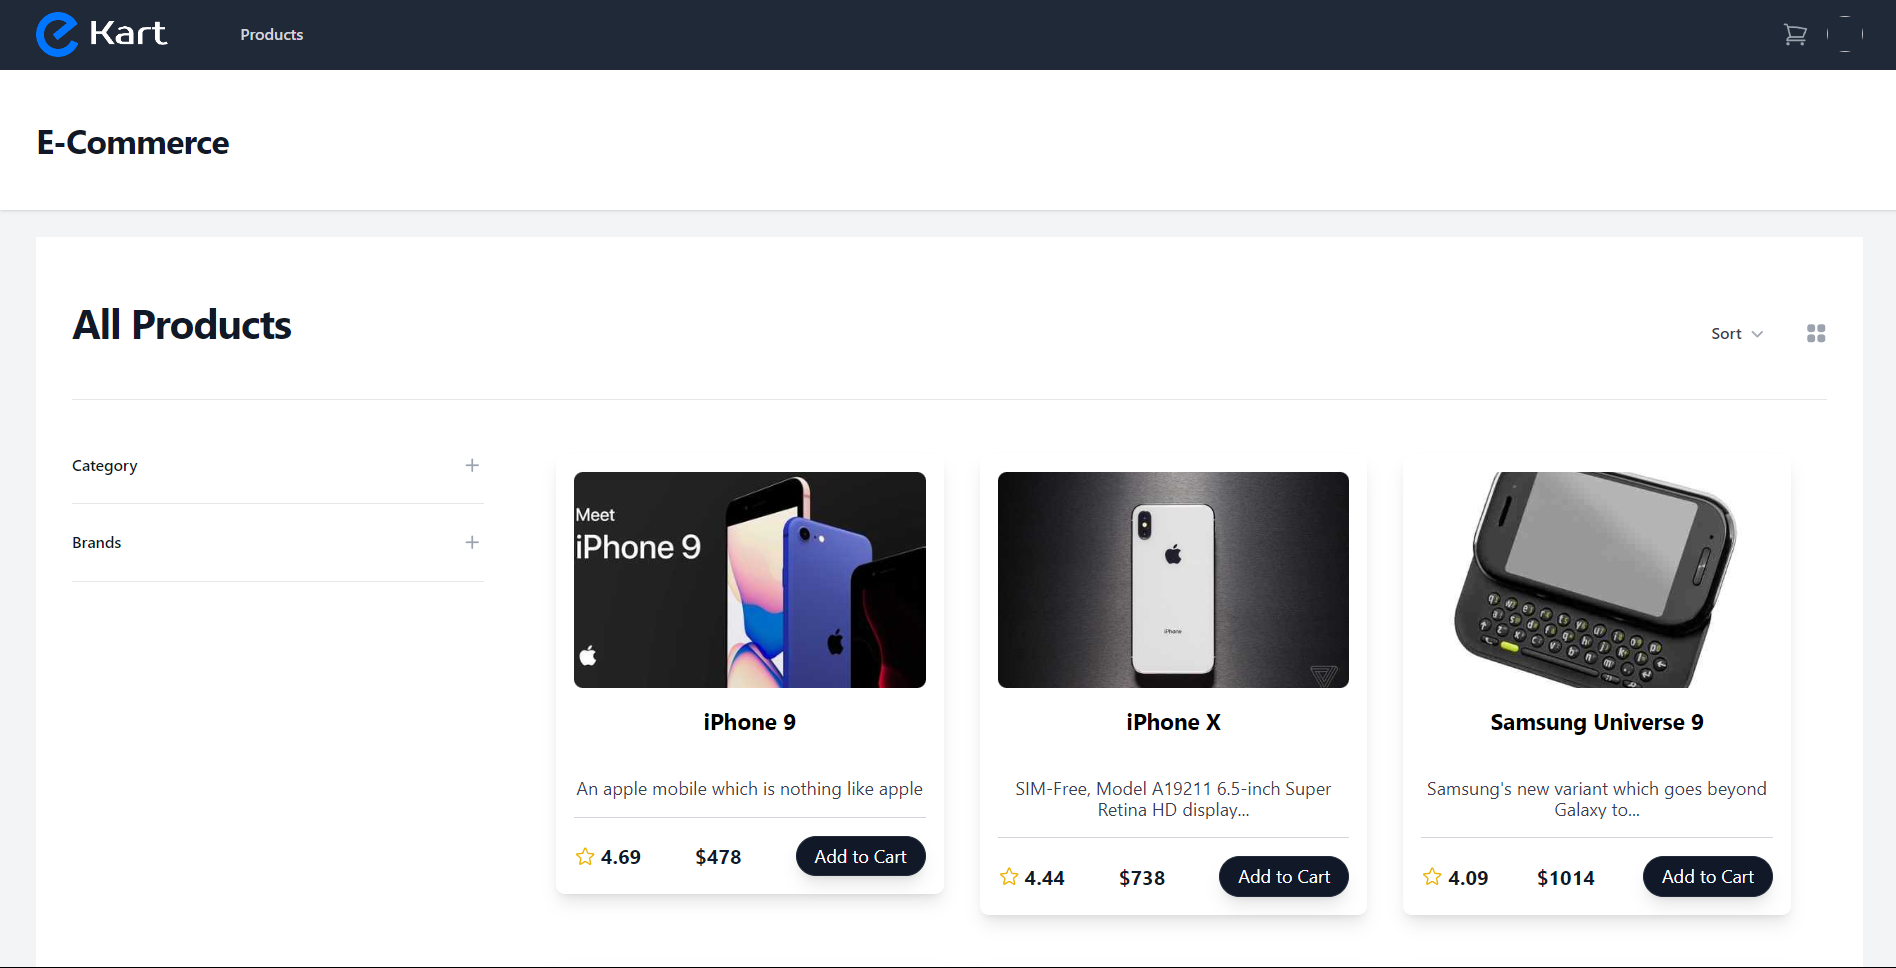 Kart
Products
E-Commerce
All Products
Sort
Category
Brands
Meet
iPhone 9
iPhone
iPhone 9
An apple mobile which is nothing like apple
4.69
$478
Add to Cart
iPhone X
SIM-Free, Model A19211 6.5-inch Super
Retina HD display...
4.44
$738
Add to Cart
Samsung Universe 9
Samsung's new variant which goes beyond
Galaxy to...
4.09
$1014
Add to Cart